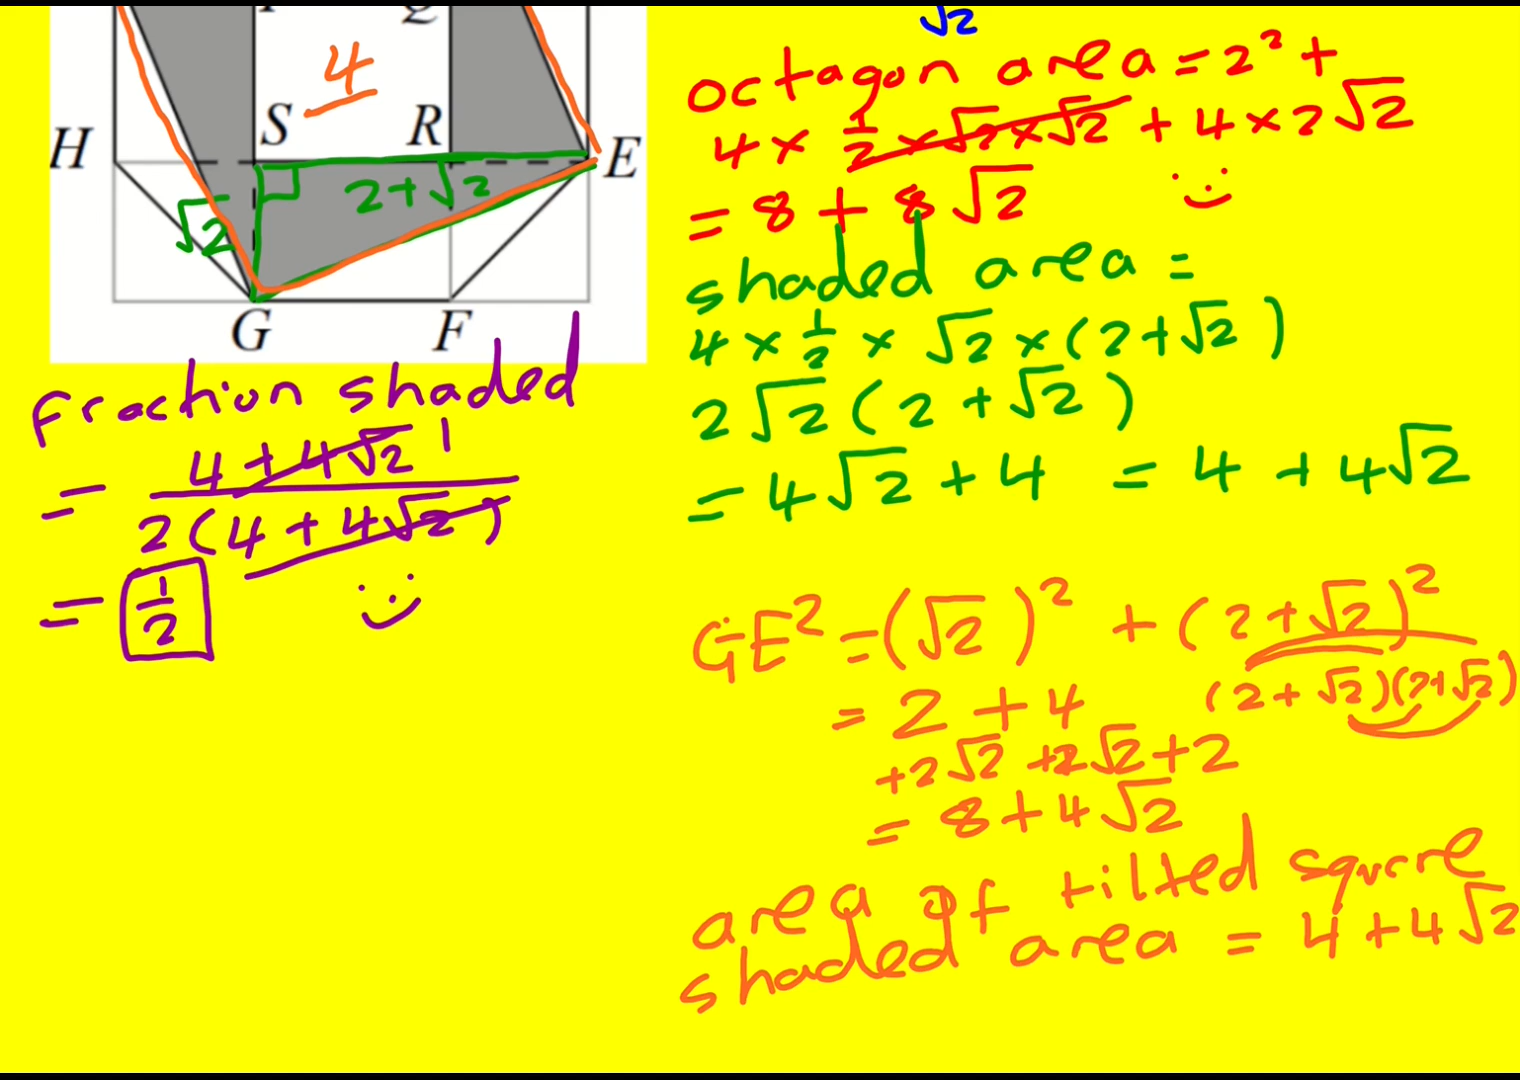 4
S R
H E
2+√2
√2
G F
fraction shaded
= 4+4√2 1
2(4+4√2)
= 1/2
√2
octagon area = 2² +
4 × 1/2 × √2 × √2 + 4 × 2√2
= 8 + 8√2
shaded area =
4 × 1/2 × √2 × (2+√2)
2√2(2+√2)
= 4√2 + 4 = 4 + 4√2
GE² = (√2)² + (2+√2)²
(2+√2)(2+√2)
= 2 + 4
+2√2 +2√2 + 2
= 8 + 4√2
area of tilted square
shaded area = 4 + 4√2